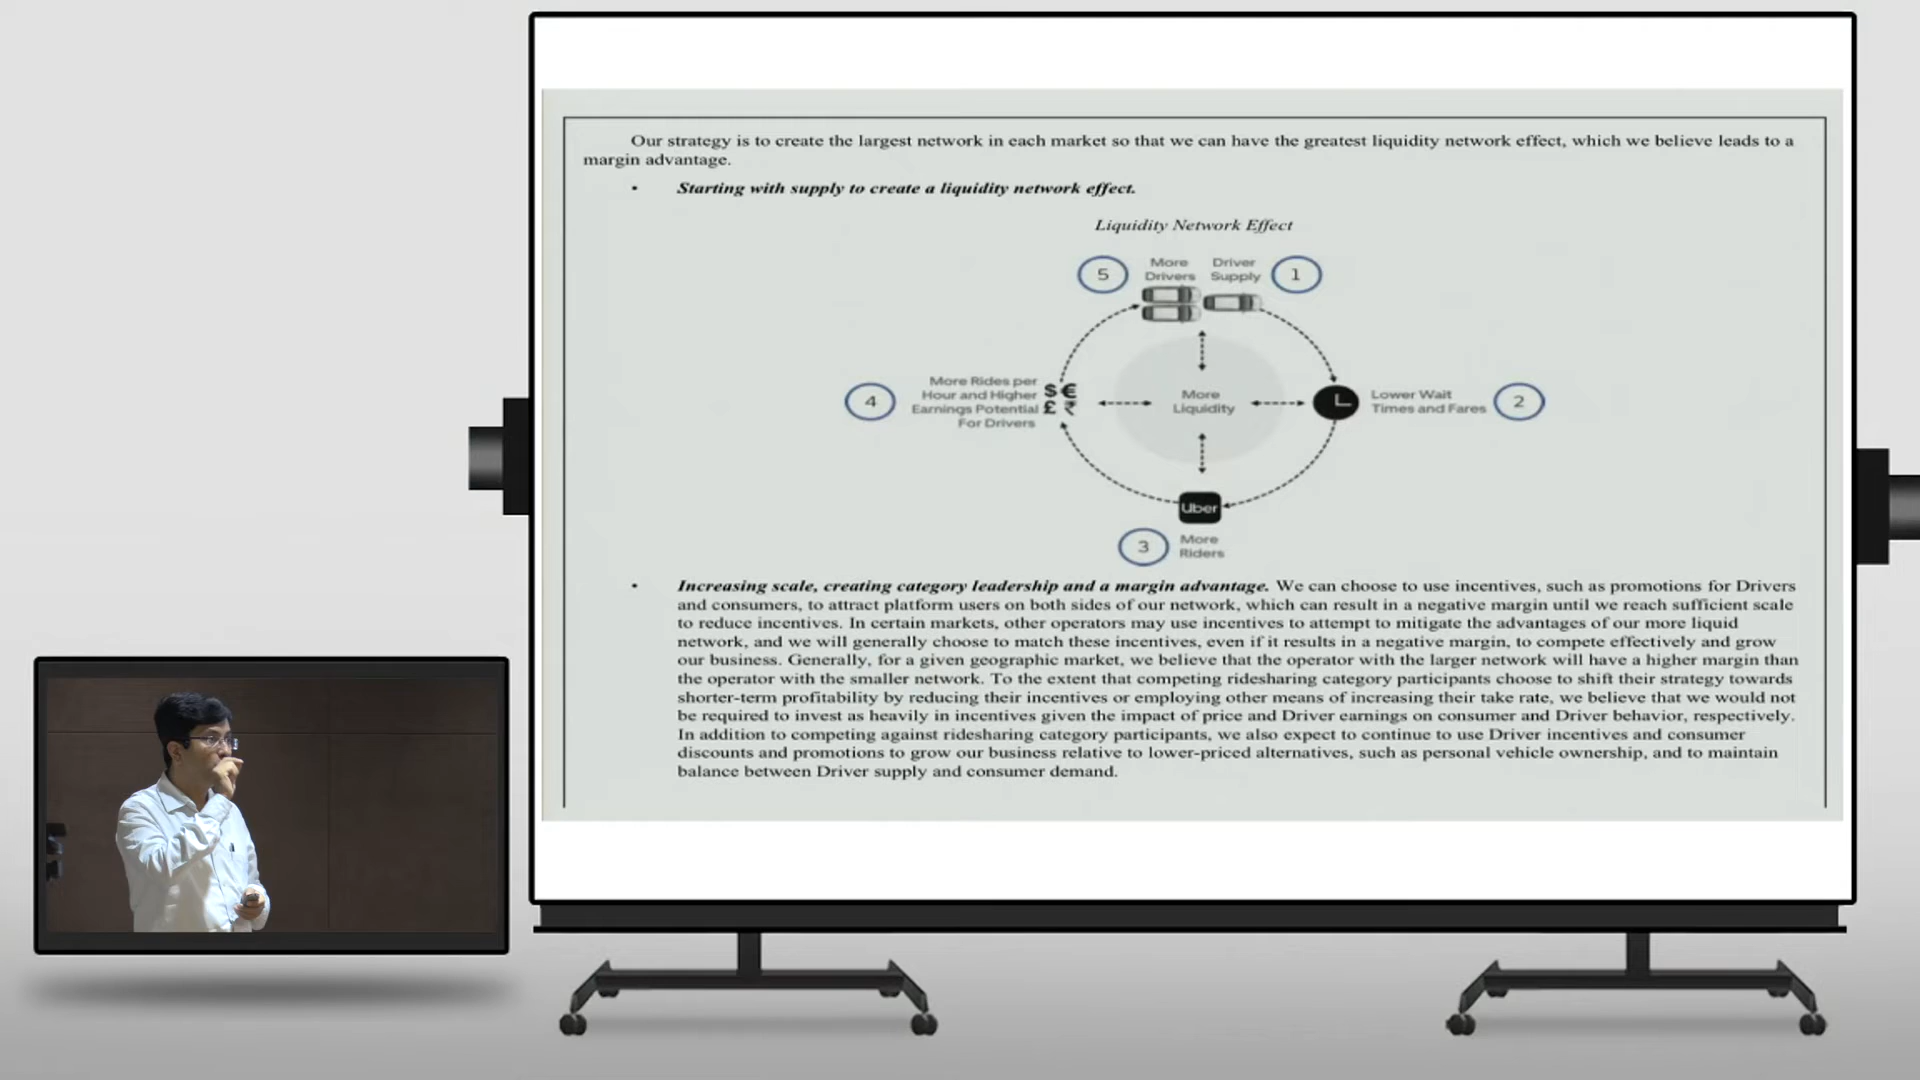 Our strategy is to create the largest network in each market so that we can have the greatest liquidity network effect, which we believe leads to a
margin advantage.
• Starting with supply to create a liquidity network effect.
Liquidity Network Effect
5
More
Drivers
Driver
Supply
1
4
More Rides per
Hour and Higher
Earnings Potential
For Drivers
$ €
£ ₹
More
Liquidity
Lower Wait
Times and Fares
2
Uber
3
More
Riders
• Increasing scale, creating category leadership and a margin advantage. We can choose to use incentives, such as promotions for Drivers
and consumers, to attract platform users on both sides of our network, which can result in a negative margin until we reach sufficient scale
to reduce incentives. In certain markets, other operators may use incentives to attempt to mitigate the advantages of our more liquid
network, and we will generally choose to match these incentives, even if it results in a negative margin, to compete effectively and grow
our business. Generally, for a given geographic market, we believe that the operator with the larger network will have a higher margin than
the operator with the smaller network. To the extent that competing ridesharing category participants choose to shift their strategy towards
shorter-term profitability by reducing their incentives or employing other means of increasing their take rate, we believe that we would not
be required to invest as heavily in incentives given the impact of price and Driver earnings on consumer and Driver behavior, respectively.
In addition to competing against ridesharing category participants, we also expect to continue to use Driver incentives and consumer
discounts and promotions to grow our business relative to lower-priced alternatives, such as personal vehicle ownership, and to maintain
balance between Driver supply and consumer demand.